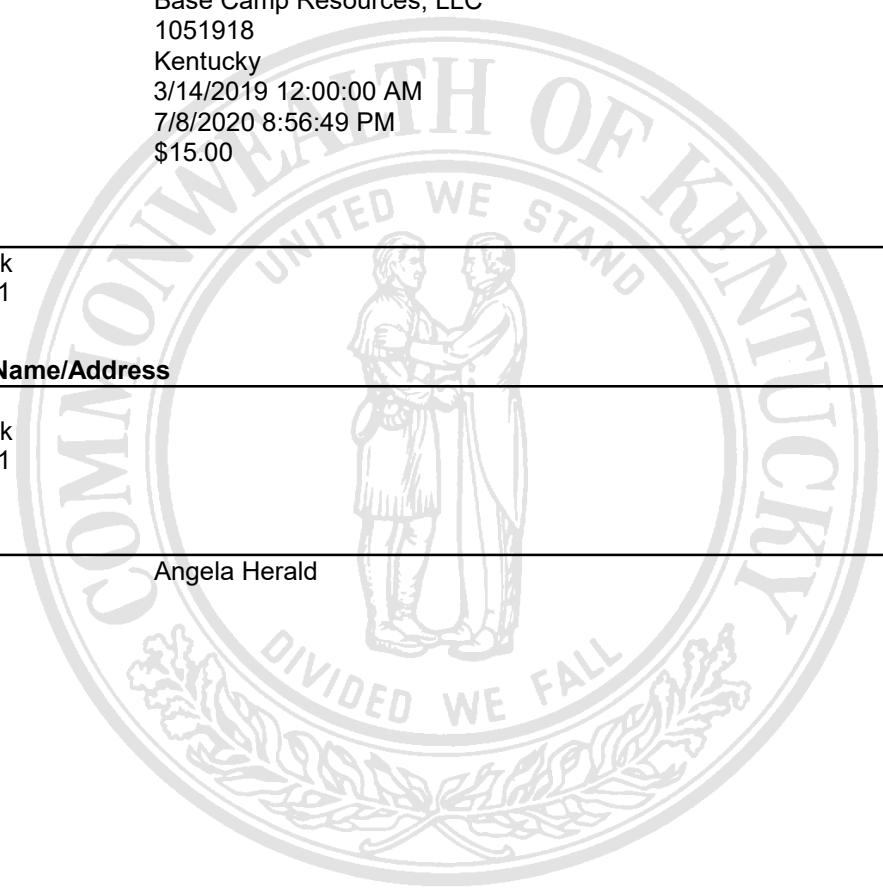 Base Camp Resources, LLC
1051918
Kentucky
3/14/2019 12:00:00 AM
7/8/2020 8:56:49 PM
$15.00
k
1
Name/Address
k
1
Angela Herald
COMMONWEALTH OF KENTUCKY
UNITED WE STAND
DIVIDED WE FALL